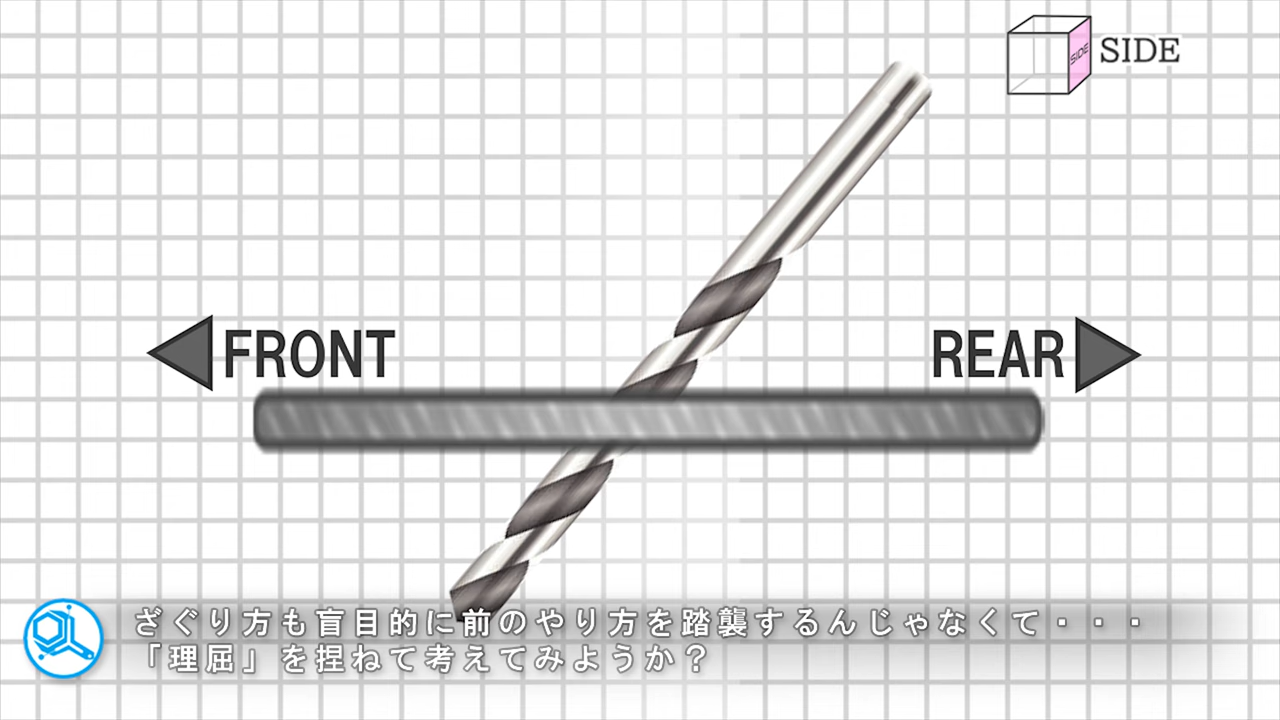 SIDE
SIDE
FRONT
REAR
ざぐり方も盲目的に前のやり方を踏襲するんじゃなくて・・・
「理屈」を捏ねて考えてみようか？